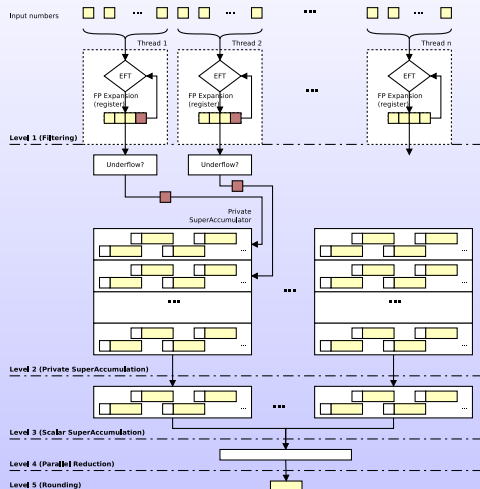 Input numbers
...
...
...
Thread 1
Thread 2
Thread n
EFT
EFT
EFT
FP Expansion
(register)
FP Expansion
(register)
FP Expansion
(register)
...
Level 1 (Filtering)
Underflow?
Underflow?
Private
SuperAccumulator
...
...
...
...
...
...
...
...
...
Level 2 (Private SuperAccumulation)
...
...
...
Level 3 (Scalar SuperAccumulation)
Level 4 (Parallel Reduction)
Level 5 (Rounding)